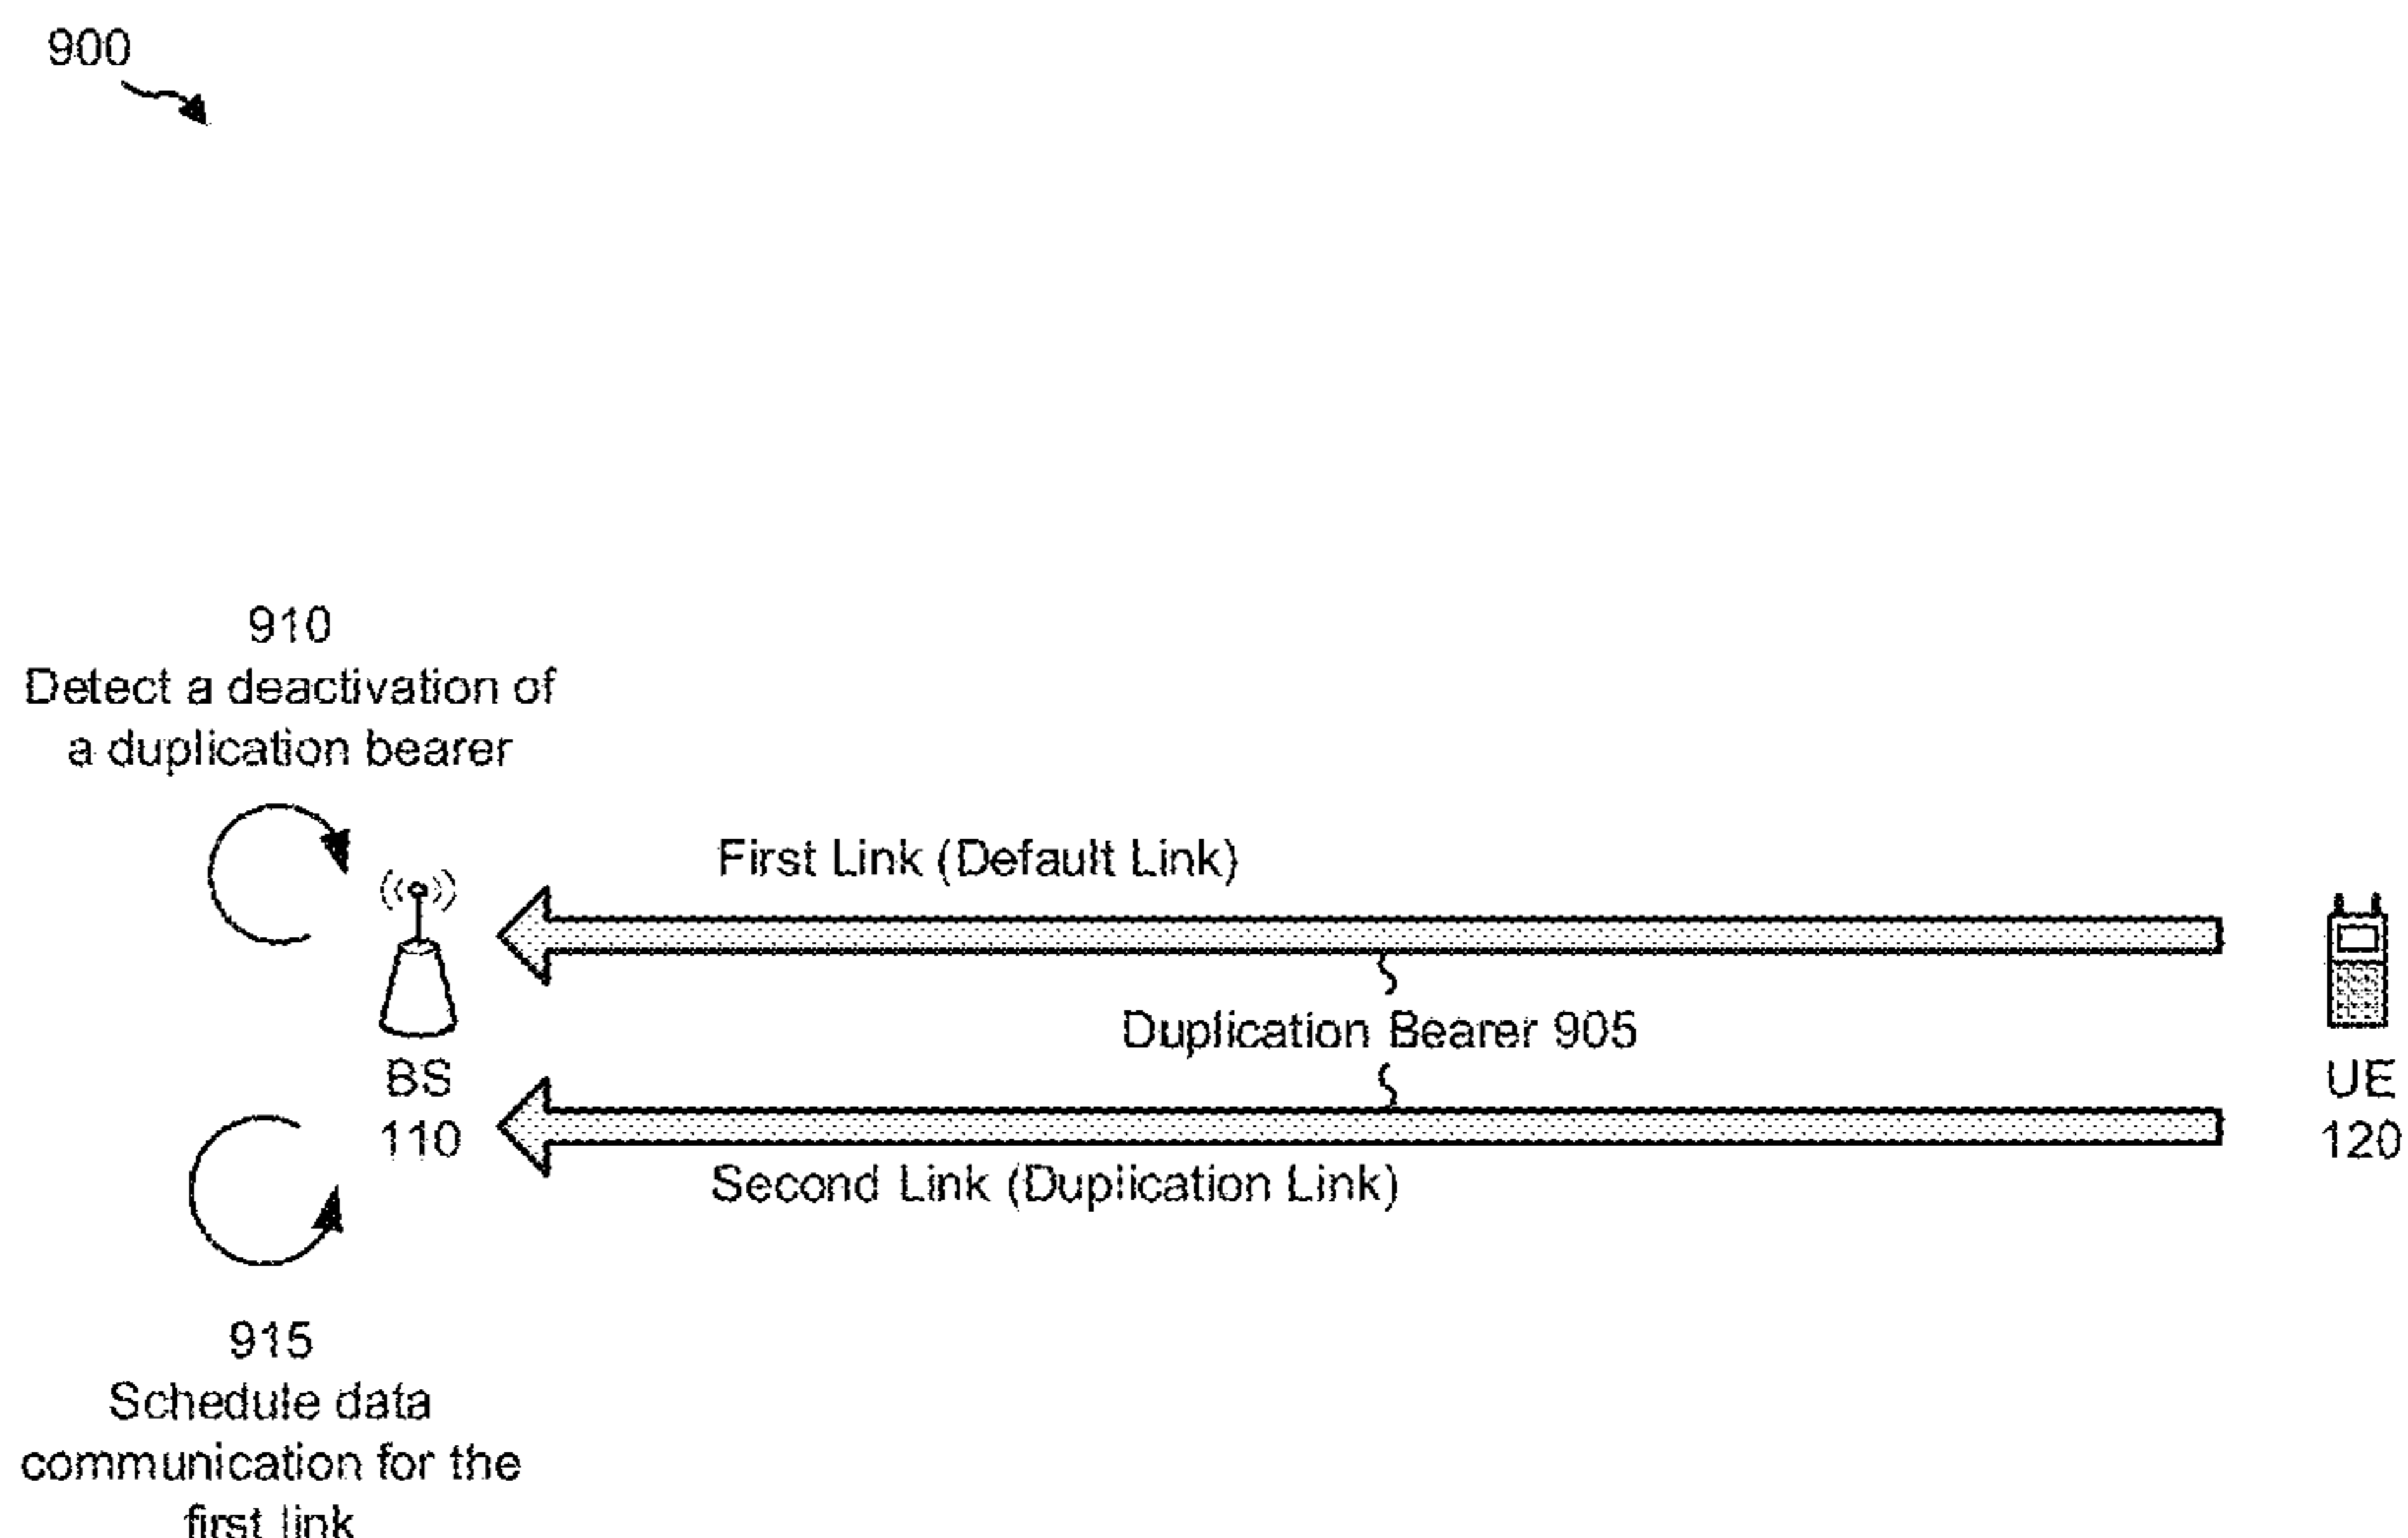 900
910
Detect a deactivation of
a duplication bearer
First Link (Default Link)
Duplication Bearer 905
BS
110
UE
120
Second Link (Duplication Link)
915
Schedule data
communication for the
first link